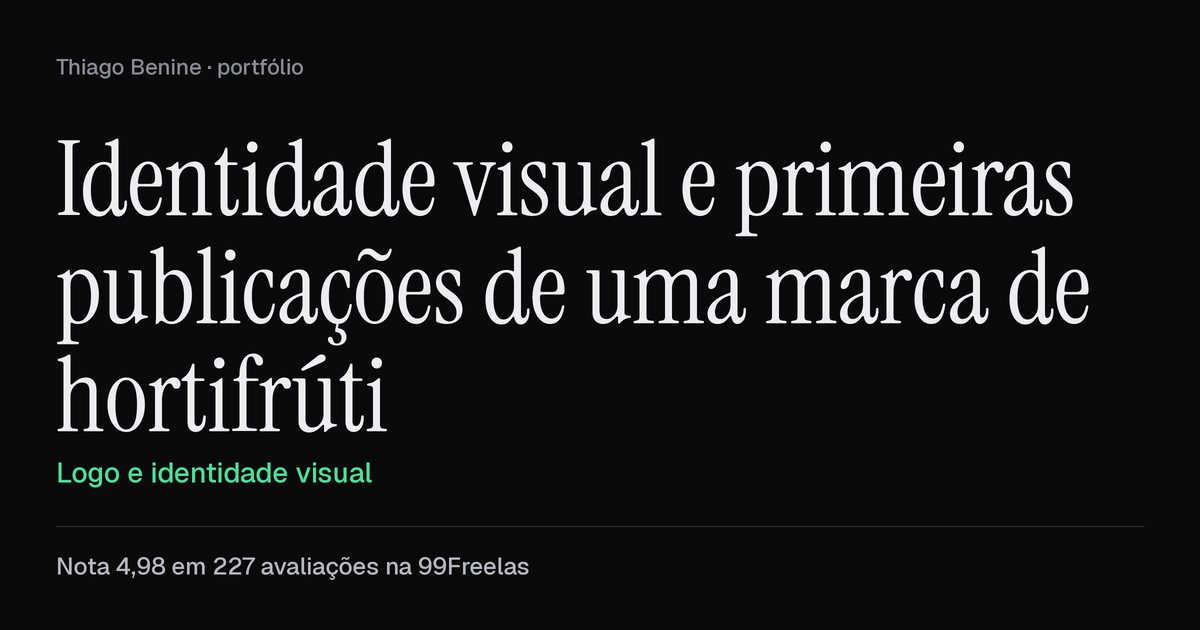 Thiago Benine · portfólio
Identidade visual e primeiras
publicações de uma marca de
hortifrúti
Logo e identidade visual
Nota 4,98 em 227 avaliações na 99Freelas